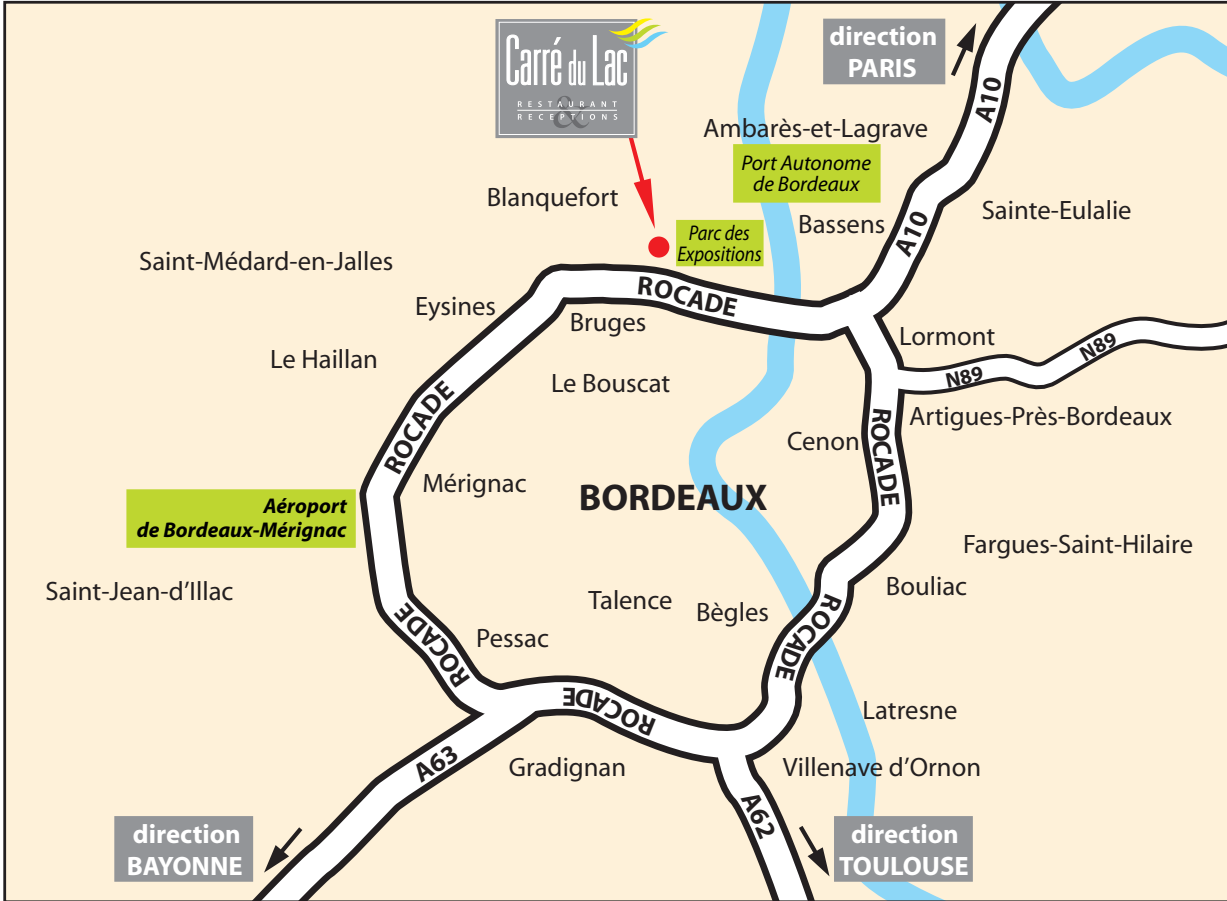 Carré du Lac
&
RESTAURANT
RECEPTIONS
direction
PARIS
A10
Ambarès-et-Lagrave
Port Autonome
de Bordeaux
Blanquefort
Bassens
Sainte-Eulalie
A10
Parc des
Expositions
Saint-Médard-en-Jalles
ROCADE
Eysines
Bruges
Lormont
N89
N89
Le Haillan
Le Bouscat
ROCADE
Artigues-Près-Bordeaux
Cenon
ROCADE
Mérignac
BORDEAUX
Aéroport
de Bordeaux-Mérignac
Fargues-Saint-Hilaire
Saint-Jean-d'Illac
Talence
Bègles
Bouliac
ROCADE
ROCADE
Pessac
ROCADE
Latresne
A63
Gradignan
Villenave d'Ornon
A62
direction
BAYONNE
direction
TOULOUSE